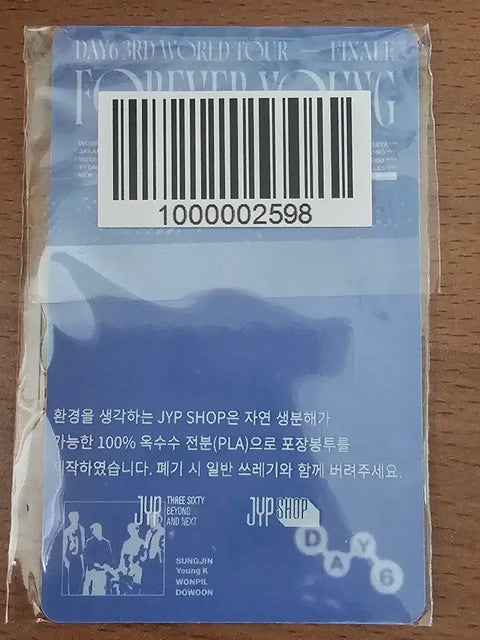 DAY6 3RD WORLD TOUR — FINALE
FOREVER YOUNG
1000002598
환경을 생각하는 JYP SHOP은 자연 생분해가
가능한 100% 옥수수 전분(PLA)으로 포장봉투를
제작하였습니다. 폐기 시 일반 쓰레기와 함께 버려주세요.
JYP THREE SIXTY
BEYOND
AND NEXT
JYP SHOP
DAY6
SUNGJIN
Young K
WONPIL
DOWOON